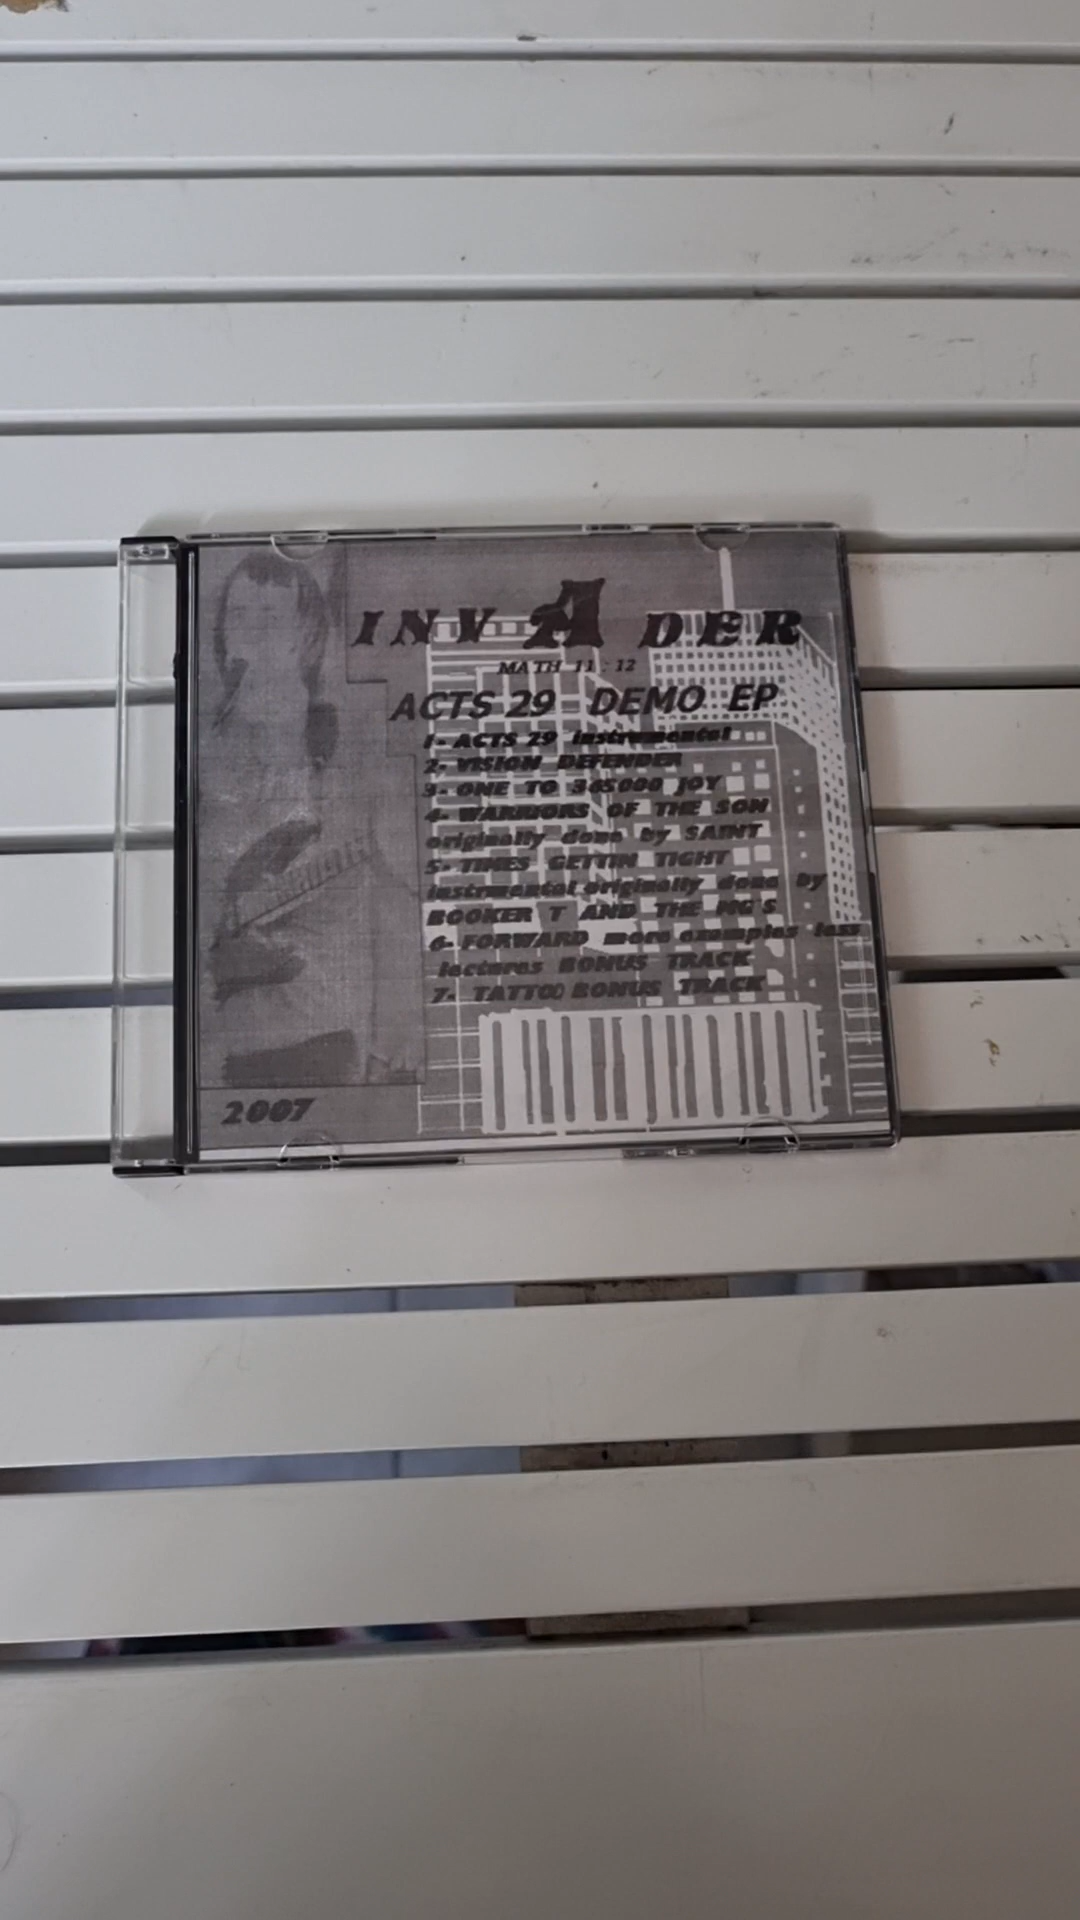 INVADER
MATH 11:12
ACTS 29 DEMO EP
1- ACTS 29 instrumental
2- VISION DEFENDER
3- ONE TO 365000 JOY
4- WARRIORS OF THE SON
originally done by SAINT
5- TIMES GETTIN TIGHT
instrmental originally done by
BOOKER T AND THE MG'S
6- FORWARD more examples less
lectures BONUS TRACK
7- TATTOO BONUS TRACK
2007